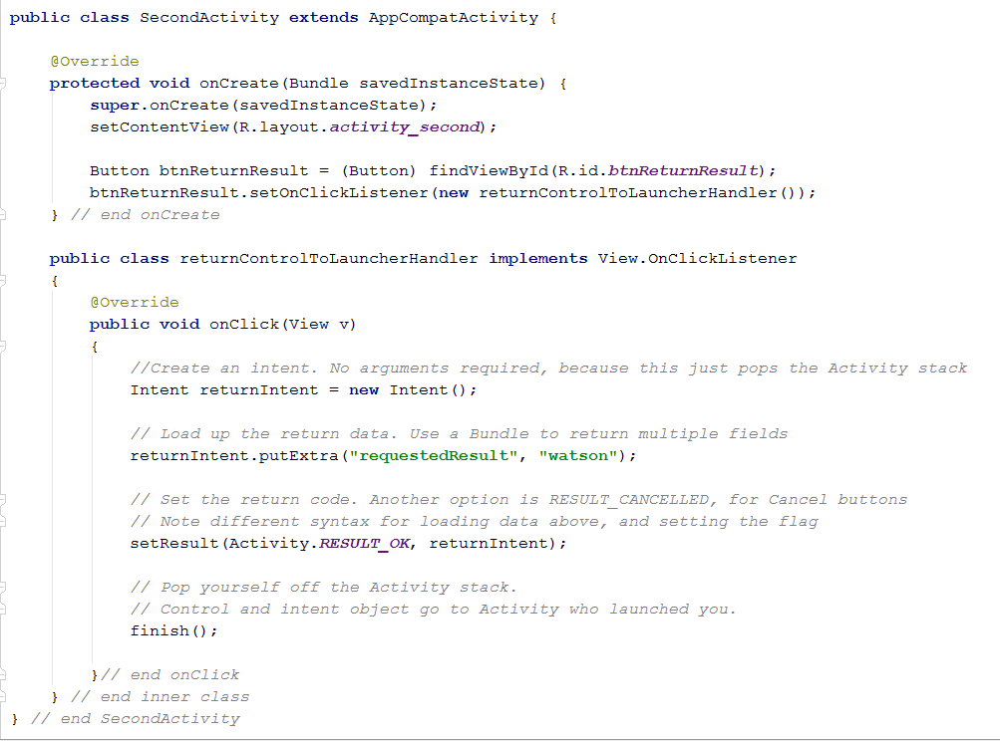 public class SecondActivity extends AppCompatActivity {
@Override
protected void onCreate(Bundle savedInstanceState) {
super.onCreate(savedInstanceState);
setContentView(R.layout.activity_second);
Button btnReturnResult = (Button) findViewById(R.id.btnReturnResult);
btnReturnResult.setOnClickListener(new returnControlToLauncherHandler());
} // end onCreate
public class returnControlToLauncherHandler implements View.OnClickListener
{
@Override
public void onClick(View v)
{
//Create an intent. No arguments required, because this just pops the Activity stack
Intent returnIntent = new Intent();
// Load up the return data. Use a Bundle to return multiple fields
returnIntent.putExtra("requestedResult", "watson");
// Set the return code. Another option is RESULT_CANCELLED, for Cancel buttons
// Note different syntax for loading data above, and setting the flag
setResult(Activity.RESULT_OK, returnIntent);
// Pop yourself off the Activity stack.
// Control and intent object go to Activity who launched you.
finish();
}// end onClick
} // end inner class
} // end SecondActivity